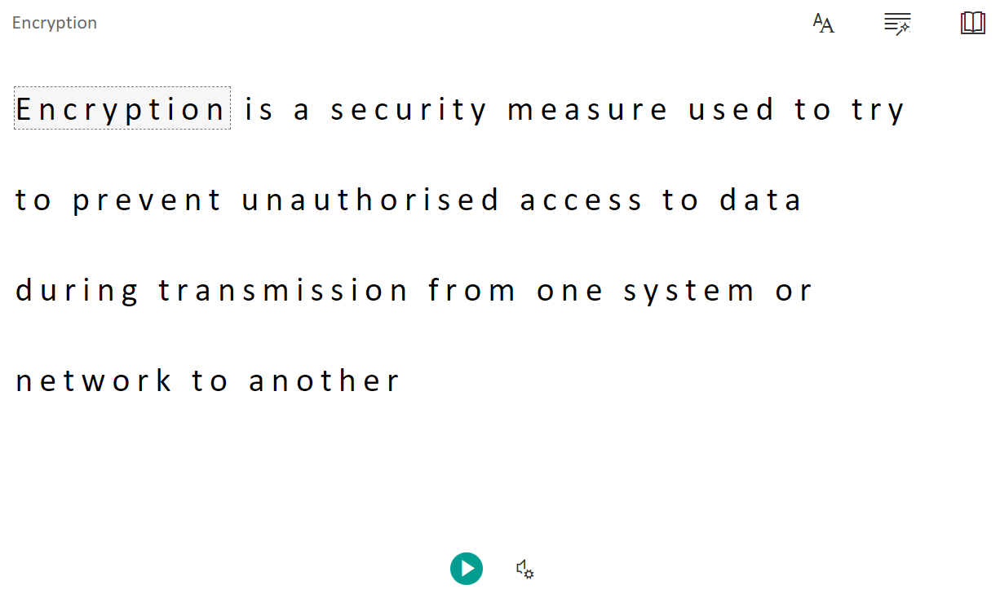 Encryption
Encryption is a security measure used to try
to prevent unauthorised access to data
during transmission from one system or
network to another